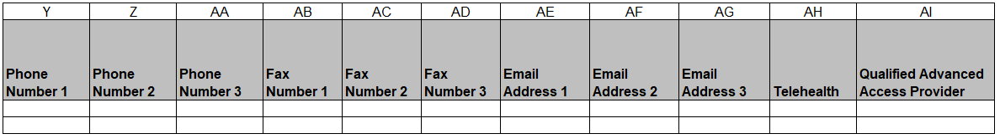 Y Z AA AB AC AD AE AF AG AH AI
Phone Phone Phone Fax Fax Fax Email Email Email Qualified Advanced
Number 1 Number 2 Number 3 Number 1 Number 2 Number 3 Address 1 Address 2 Address 3 Telehealth Access Provider